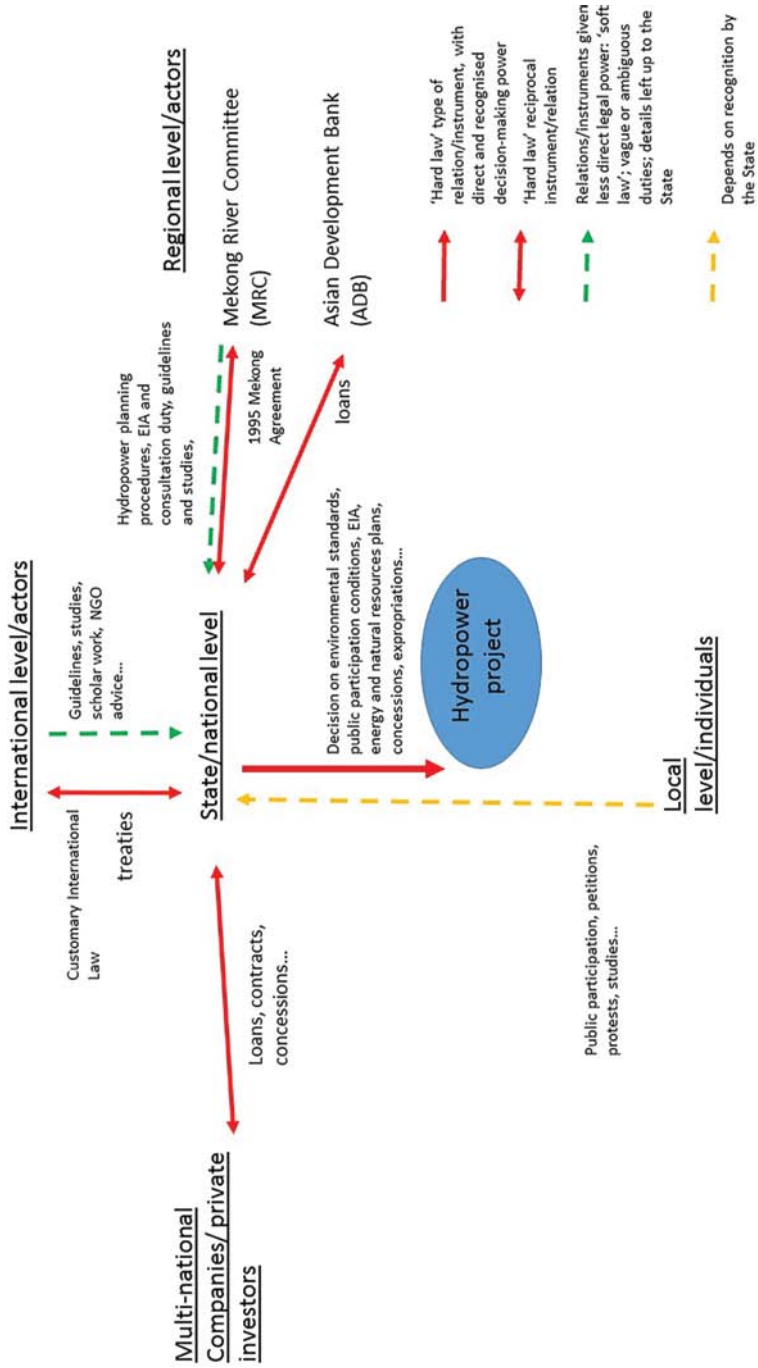 International level/actors
Customary International
Law
treaties
Guidelines, studies,
scholar work, NGO
advice...
Regional level/actors
Hydropower planning
procedures, EIA and
consultation duty, guidelines
and studies,
Mekong River Committee
(MRC)
1995 Mekong
Agreement
Asian Development Bank
(ADB)
loans
State/national level
Multi-national
Companies/ private
investors
Loans, contracts,
concessions...
Decision on environmental standards,
public participation conditions, EIA,
energy and natural resources plans,
concessions, expropriations...
Hydropower
project
Public participation, petitions,
protests, studies...
Local
level/individuals
‘Hard law’ type of
relation/instrument, with
direct and recognised
decision-making power
‘Hard law’ reciprocal
instrument/relation
Relations/instruments given
less direct legal power: ‘soft
law’; vague or ambiguous
duties; details left up to the
State
Depends on recognition by
the State